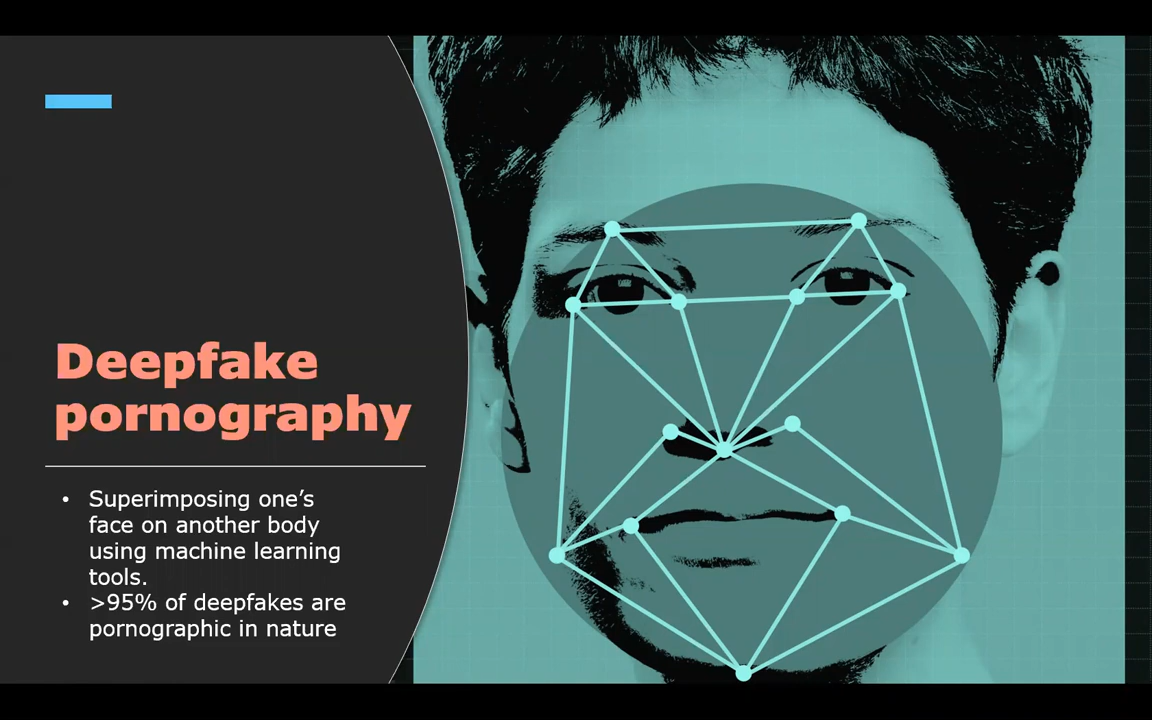 Deepfake
pornography
• Superimposing one’s
face on another body
using machine learning
tools.
• >95% of deepfakes are
pornographic in nature